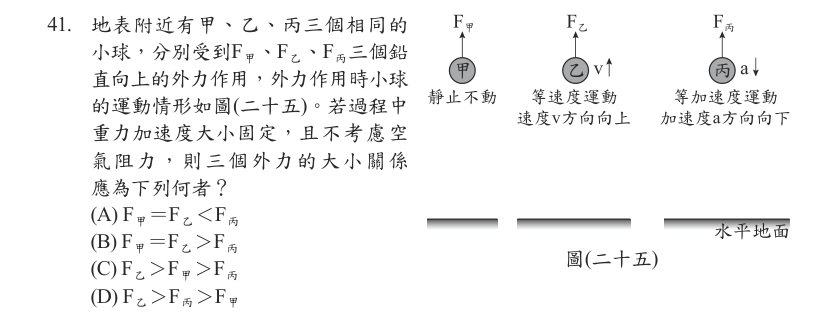 41. 地表附近有甲、乙、丙三個相同的
小球，分別受到F甲、F乙、F丙三個鉛
直向上的外力作用，外力作用時小球
的運動情形如圖(二十五)。若過程中
重力加速度大小固定，且不考慮空
氣阻力，則三個外力的大小關係
應為下列何者？
(A) F甲＝F乙＜F丙
(B) F甲＝F乙＞F丙
(C) F乙＞F甲＞F丙
(D) F乙＞F丙＞F甲
F甲
甲
靜止不動
F乙
乙 v↑
等速度運動
速度v方向向上
F丙
丙 a↓
等加速度運動
加速度a方向向下
水平地面
圖(二十五)